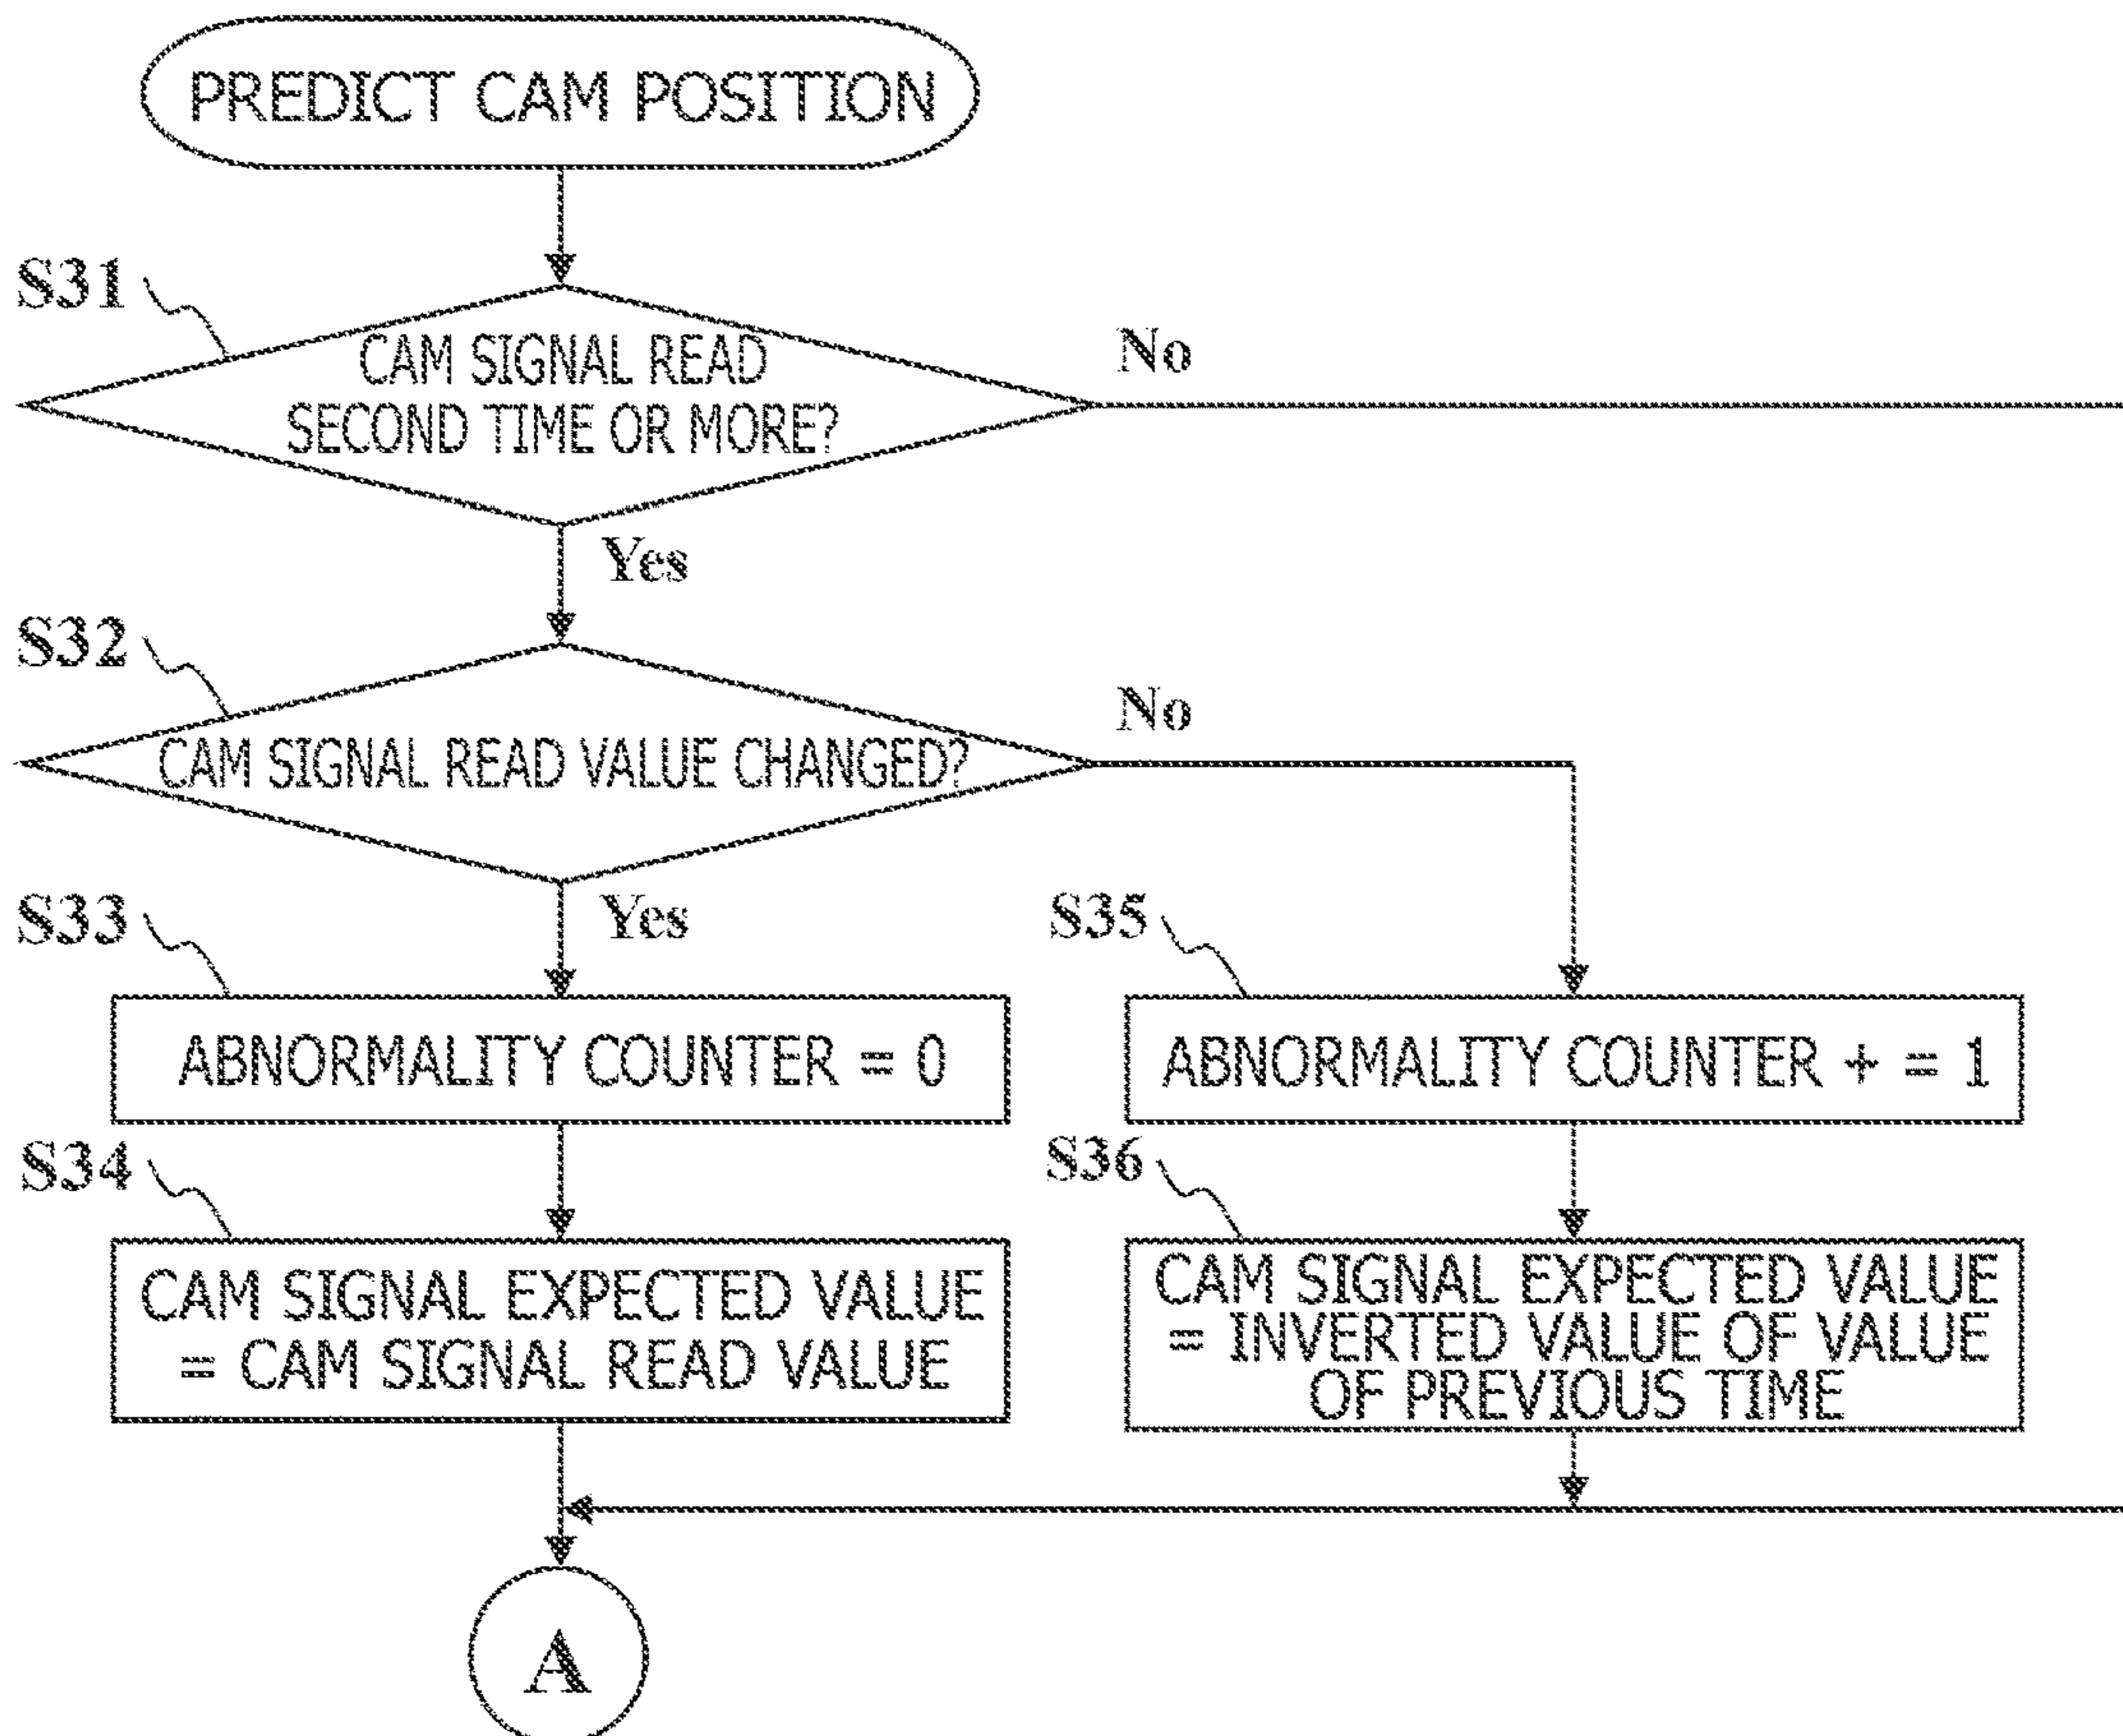 PREDICT CAM POSITION
S31
CAM SIGNAL READ
SECOND TIME OR MORE?
No
Yes
S32
CAM SIGNAL READ VALUE CHANGED?
No
Yes
S33
ABNORMALITY COUNTER = 0
S35
ABNORMALITY COUNTER + = 1
S34
CAM SIGNAL EXPECTED VALUE
= CAM SIGNAL READ VALUE
S36
CAM SIGNAL EXPECTED VALUE
= INVERTED VALUE OF VALUE
OF PREVIOUS TIME
A